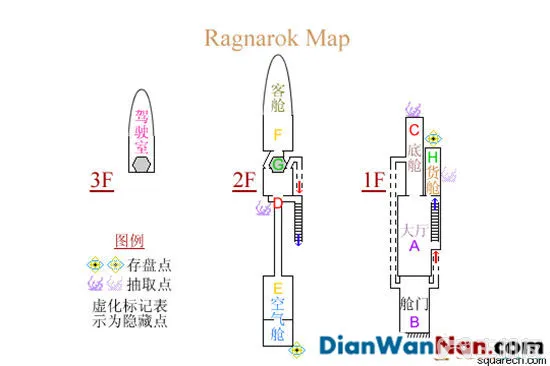 Ragnarok Map
驾驶室
3F
客舱
F
G
2F
D
E
空气舱
C
底舱
H
货舱
1F
大厅
A
舱门
B
图例
存盘点
抽取点
虚化标记表
示为隐藏点
DianWanNan.com
squarecn.com